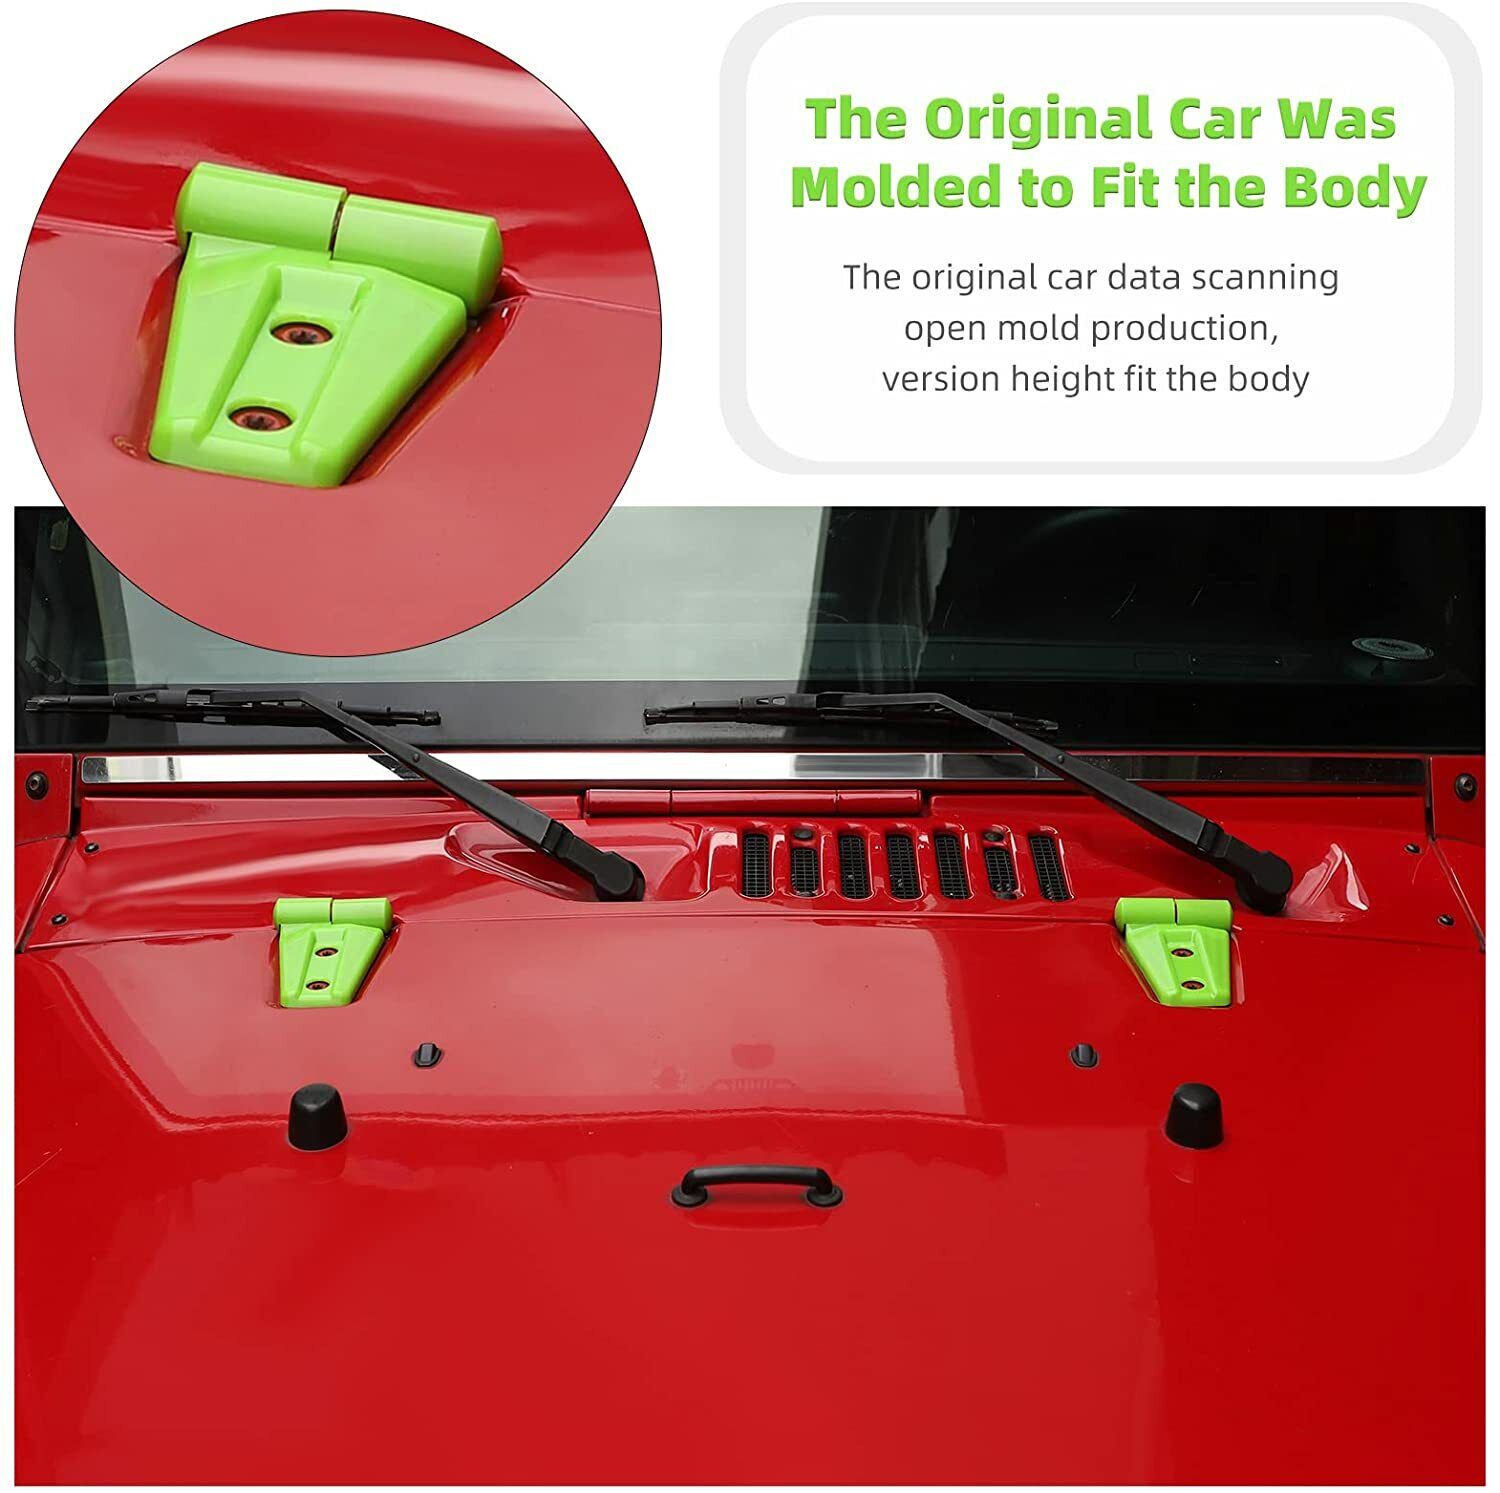 The Original Car Was
Molded to Fit the Body
The original car data scanning
open mold production,
version height fit the body